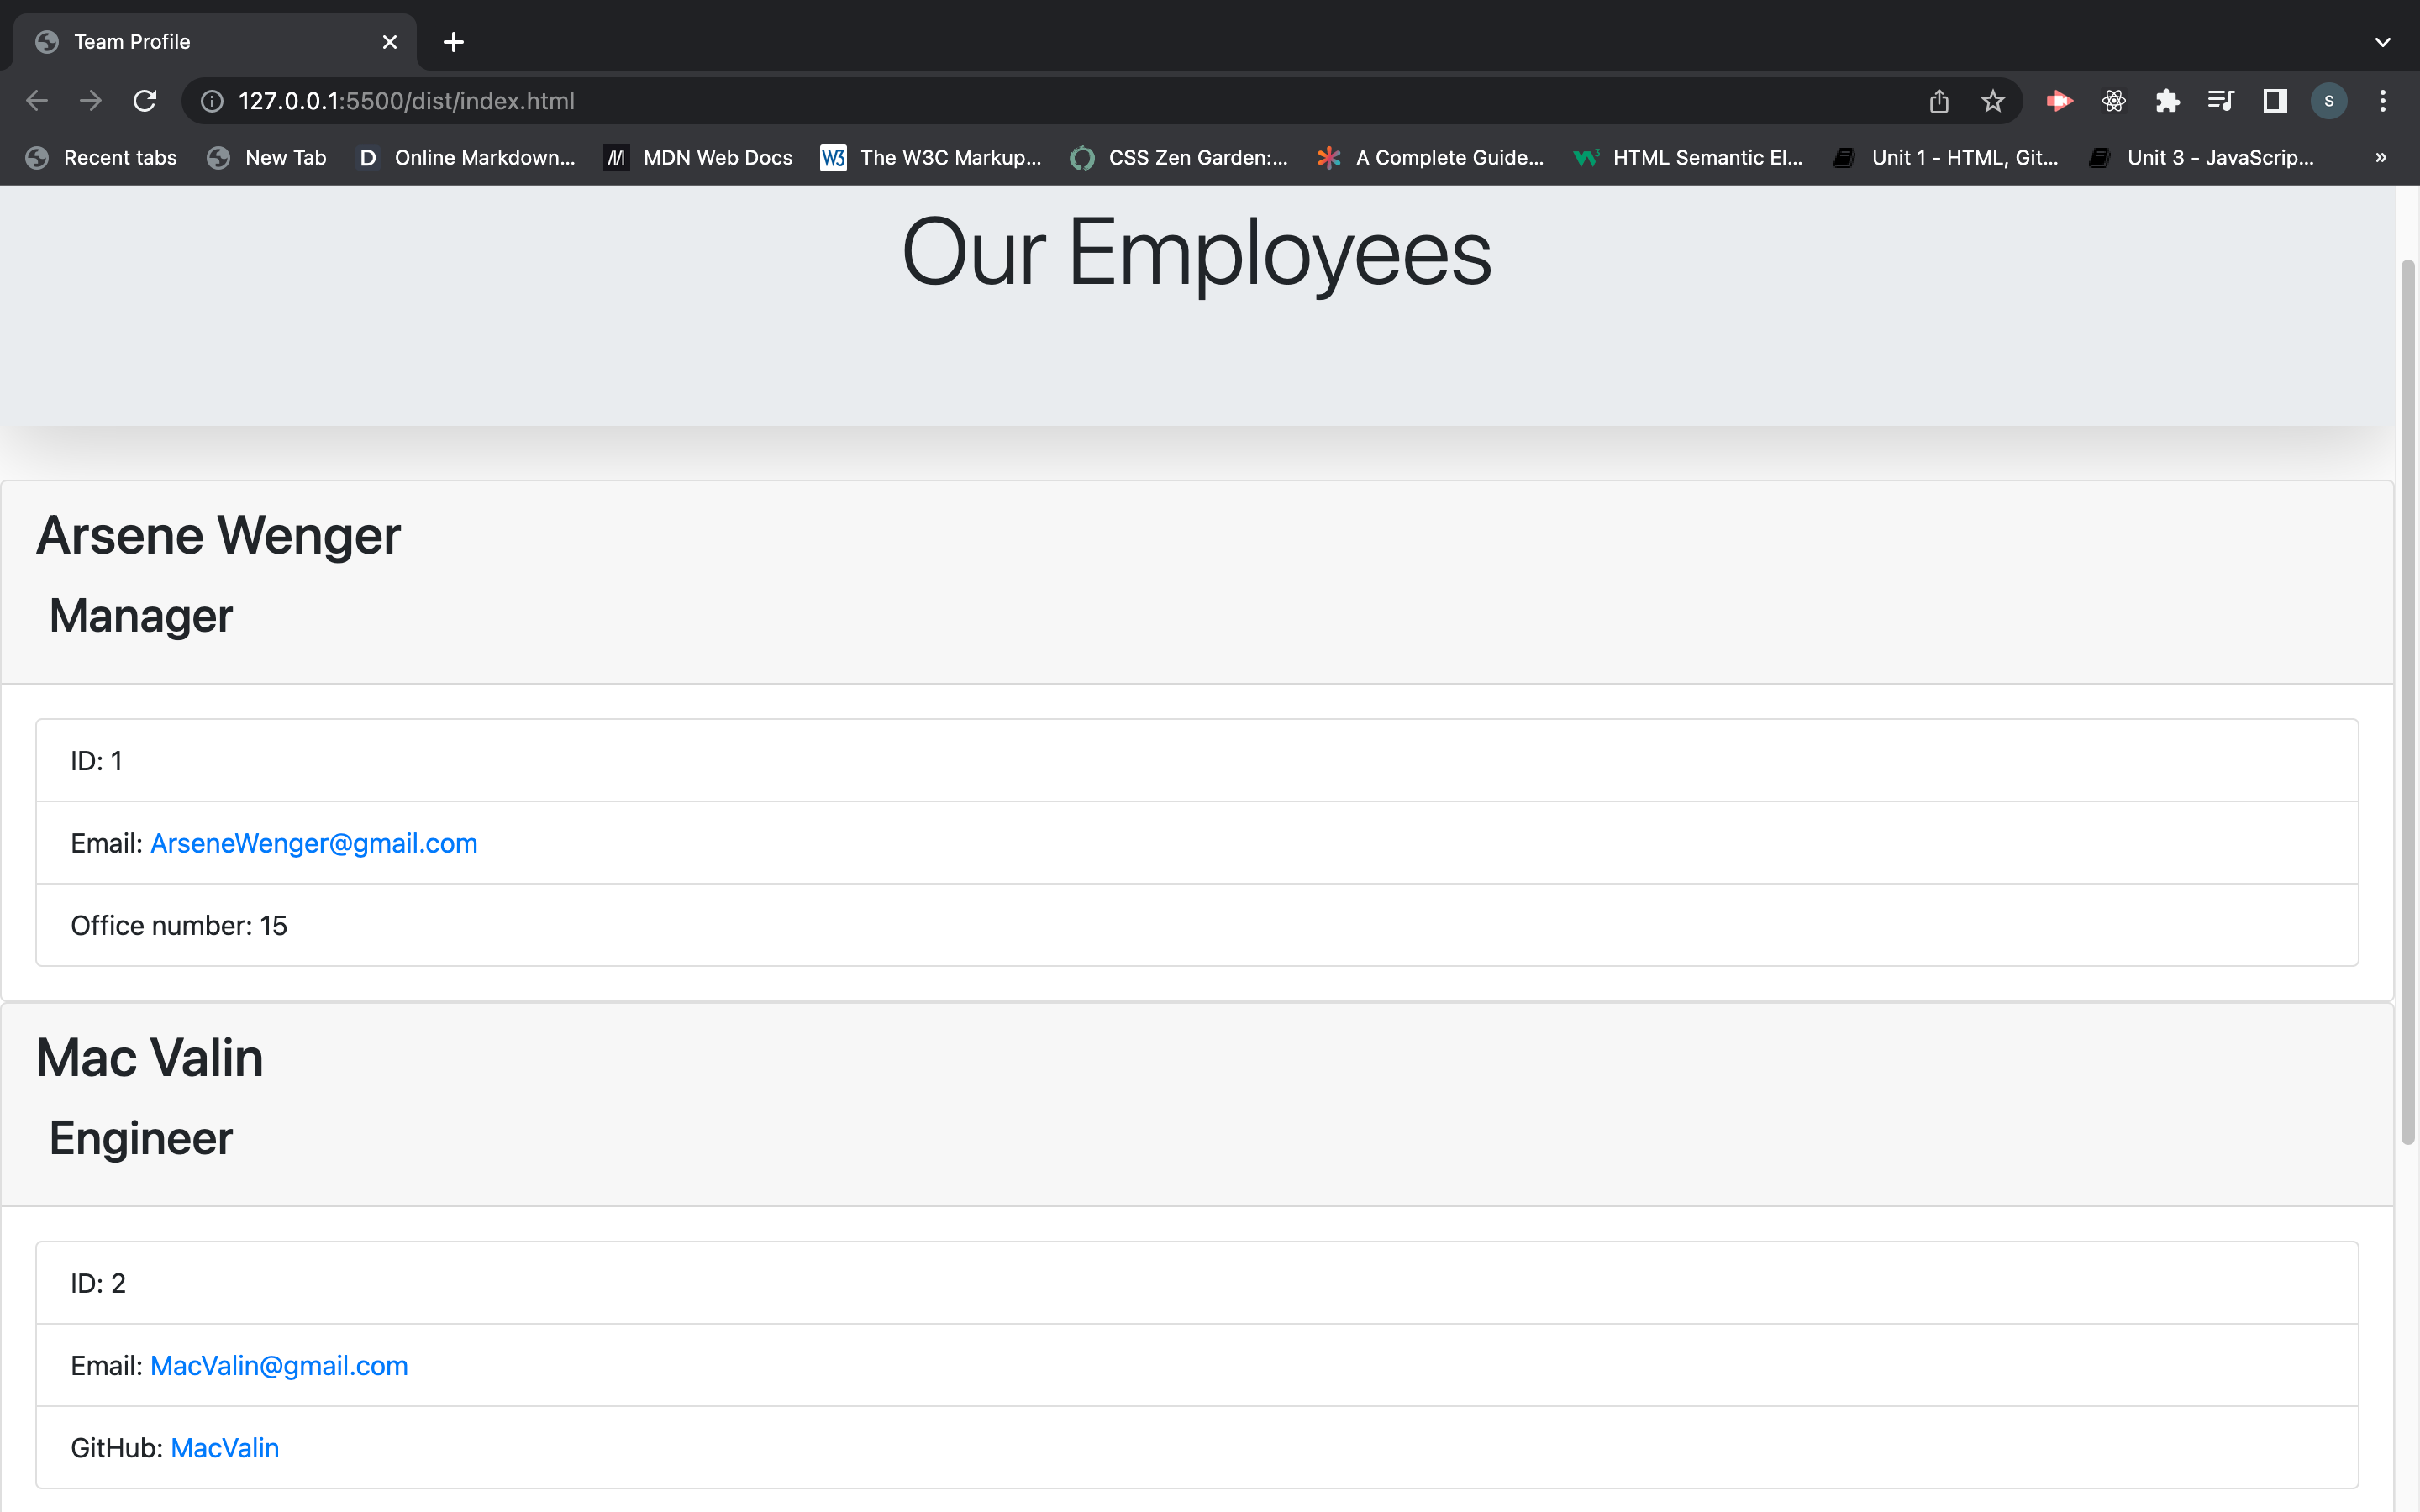 Team Profile
127.0.0.1:5500/dist/index.html
S
Recent tabs
New Tab
D
Online Markdown...
M
MDN Web Docs
W3
The W3C Markup...
CSS Zen Garden:...
A Complete Guide...
W3
HTML Semantic El...
Unit 1 - HTML, Git...
Unit 3 - JavaScrip...
»
Our Employees
Arsene Wenger
Manager
ID: 1
Email: ArseneWenger@gmail.com
Office number: 15
Mac Valin
Engineer
ID: 2
Email: MacValin@gmail.com
GitHub: MacValin